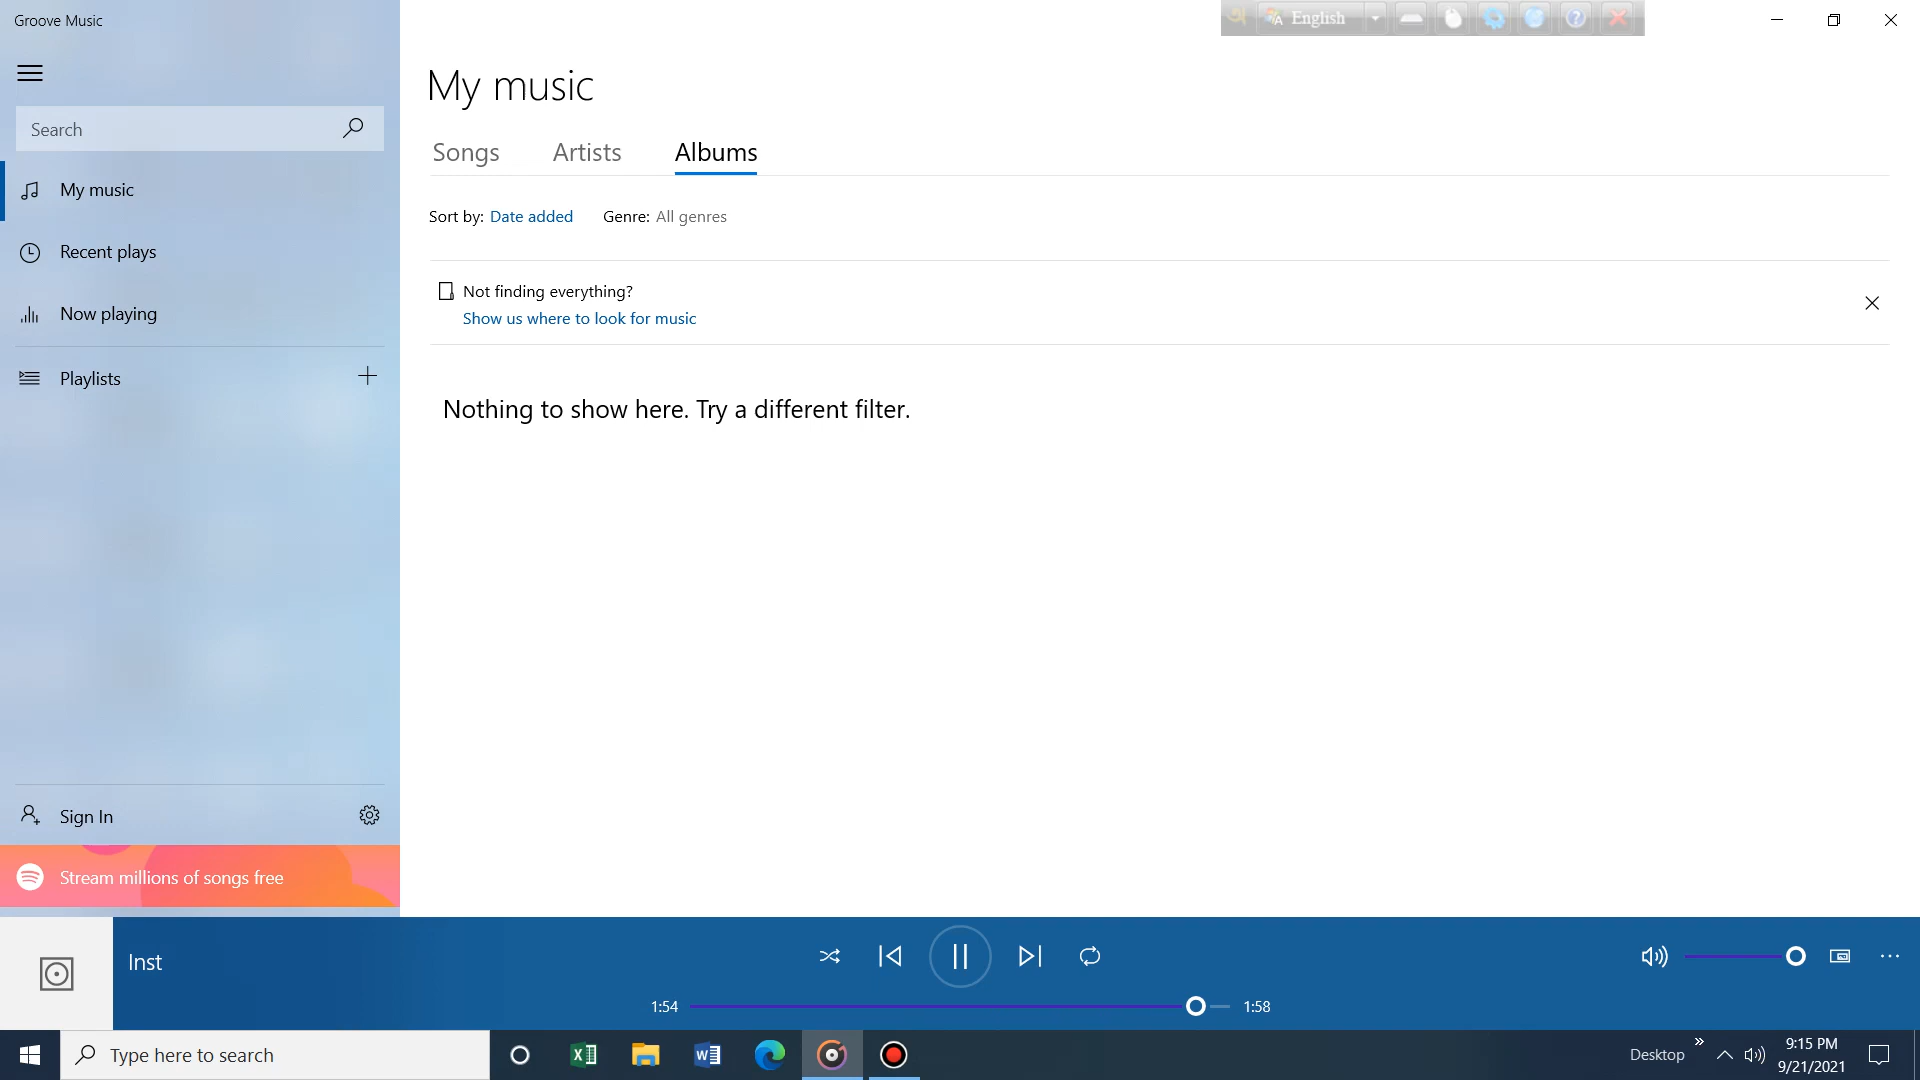 Groove Music
English
Search
My music
Recent plays
Now playing
Playlists
Sign In
Stream millions of songs free
My music
Songs Artists Albums
Sort by: Date added Genre: All genres
Not finding everything?
Show us where to look for music
Nothing to show here. Try a different filter.
Inst
1:54 1:58
Type here to search
Desktop
9:15 PM
9/21/2021